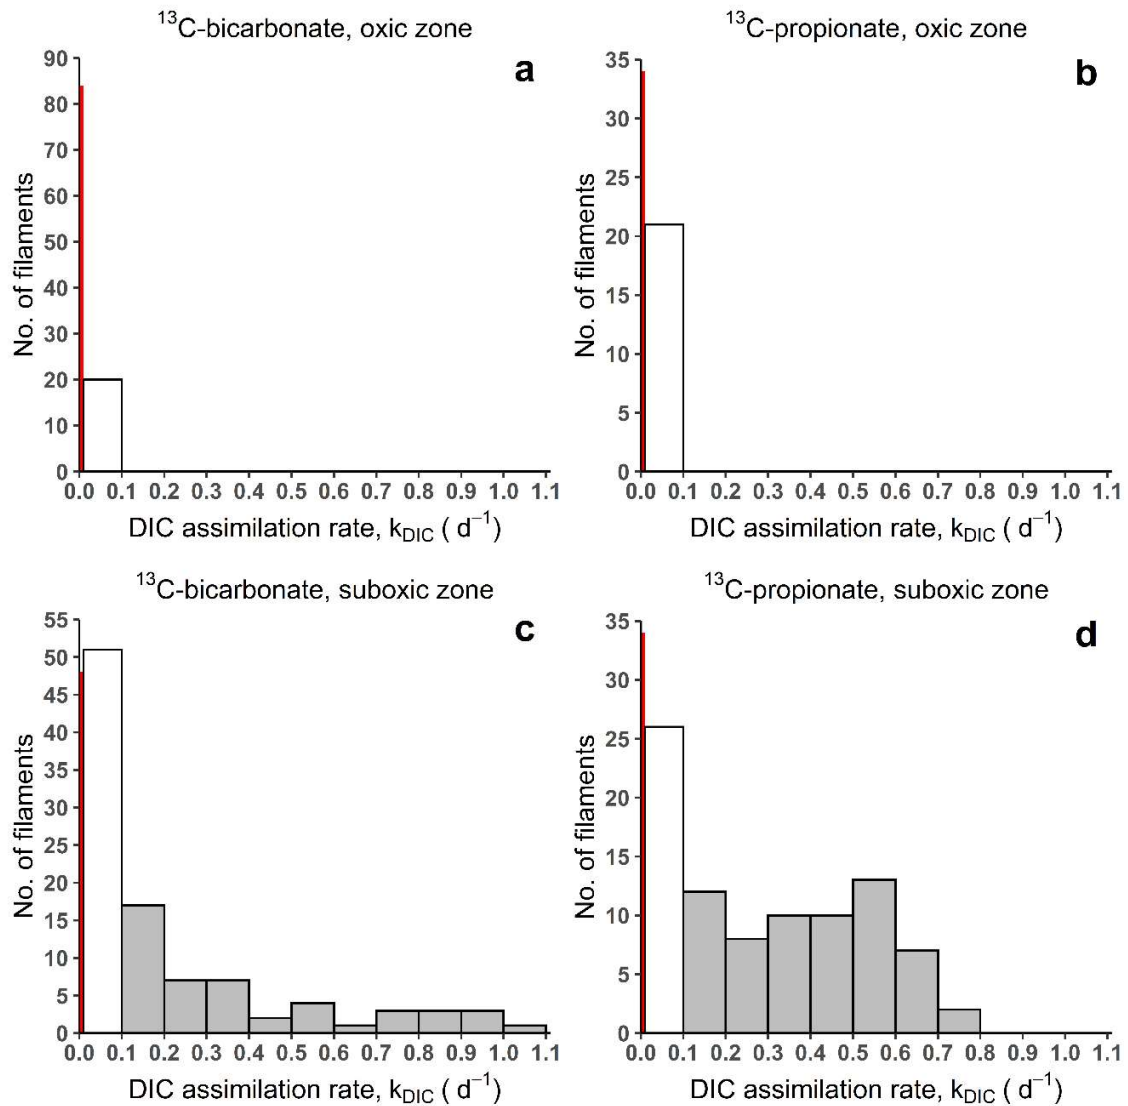 ¹³C-bicarbonate, oxic zone
a
90
80
70
60
50
40
30
20
10
0
No. of filaments
0.0 0.1 0.2 0.3 0.4 0.5 0.6 0.7 0.8 0.9 1.0 1.1
DIC assimilation rate, k_DIC ( d⁻¹)
¹³C-propionate, oxic zone
b
35
30
25
20
15
10
5
0
No. of filaments
0.0 0.1 0.2 0.3 0.4 0.5 0.6 0.7 0.8 0.9 1.0 1.1
DIC assimilation rate, k_DIC ( d⁻¹)
¹³C-bicarbonate, suboxic zone
c
55
50
45
40
35
30
25
20
15
10
5
0
No. of filaments
0.0 0.1 0.2 0.3 0.4 0.5 0.6 0.7 0.8 0.9 1.0 1.1
DIC assimilation rate, k_DIC ( d⁻¹)
¹³C-propionate, suboxic zone
d
35
30
25
20
15
10
5
0
No. of filaments
0.0 0.1 0.2 0.3 0.4 0.5 0.6 0.7 0.8 0.9 1.0 1.1
DIC assimilation rate, k_DIC ( d⁻¹)